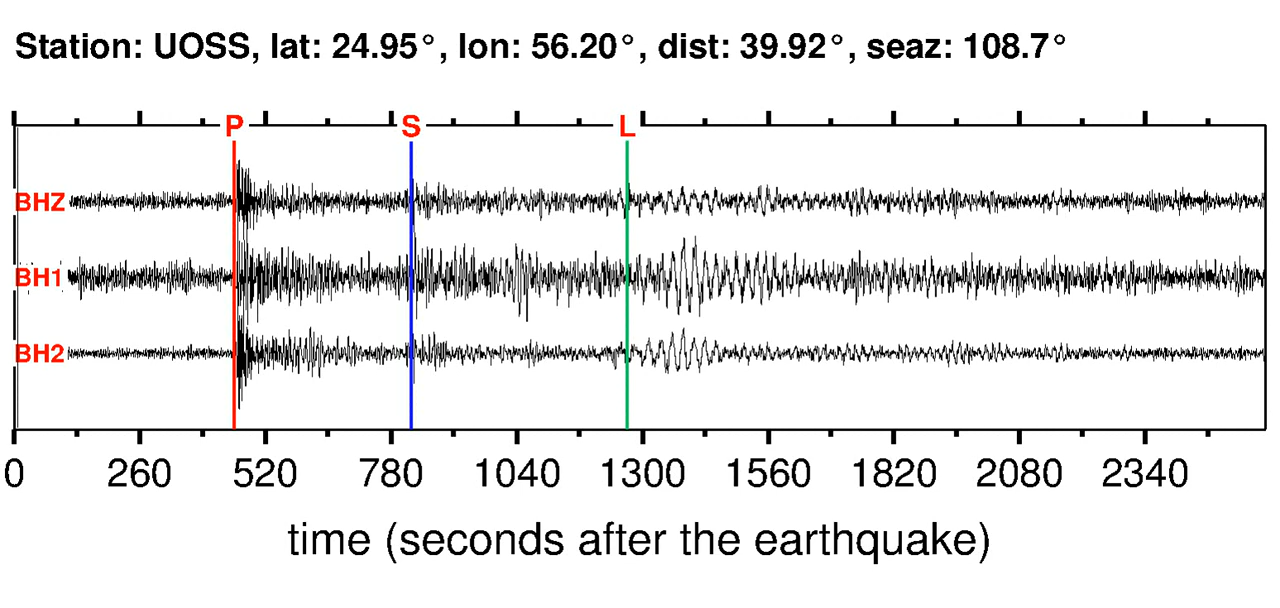 Station: UOSS, lat: 24.95°, lon: 56.20°, dist: 39.92°, seaz: 108.7°
P S L
BHZ
BH1
BH2
0 260 520 780 1040 1300 1560 1820 2080 2340
time (seconds after the earthquake)